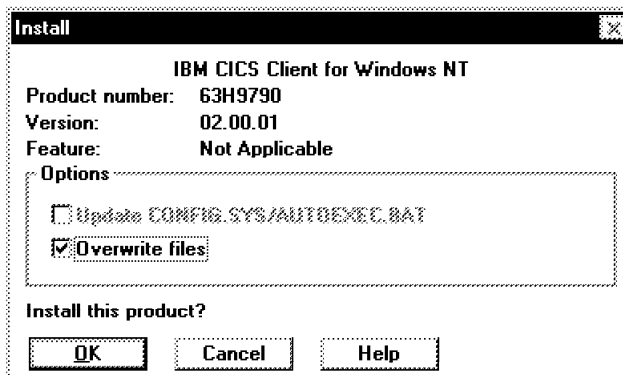 Install
IBM CICS Client for Windows NT
Product number: 63H9790
Version: 02.00.01
Feature: Not Applicable
Options
Update CONFIG.SYS/AUTOEXEC.BAT
Overwrite files
Install this product?
OK Cancel Help